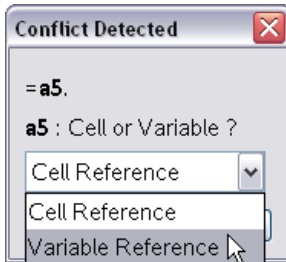 Conflict Detected
=a5.
a5 : Cell or Variable ?
Cell Reference
Cell Reference
Variable Reference